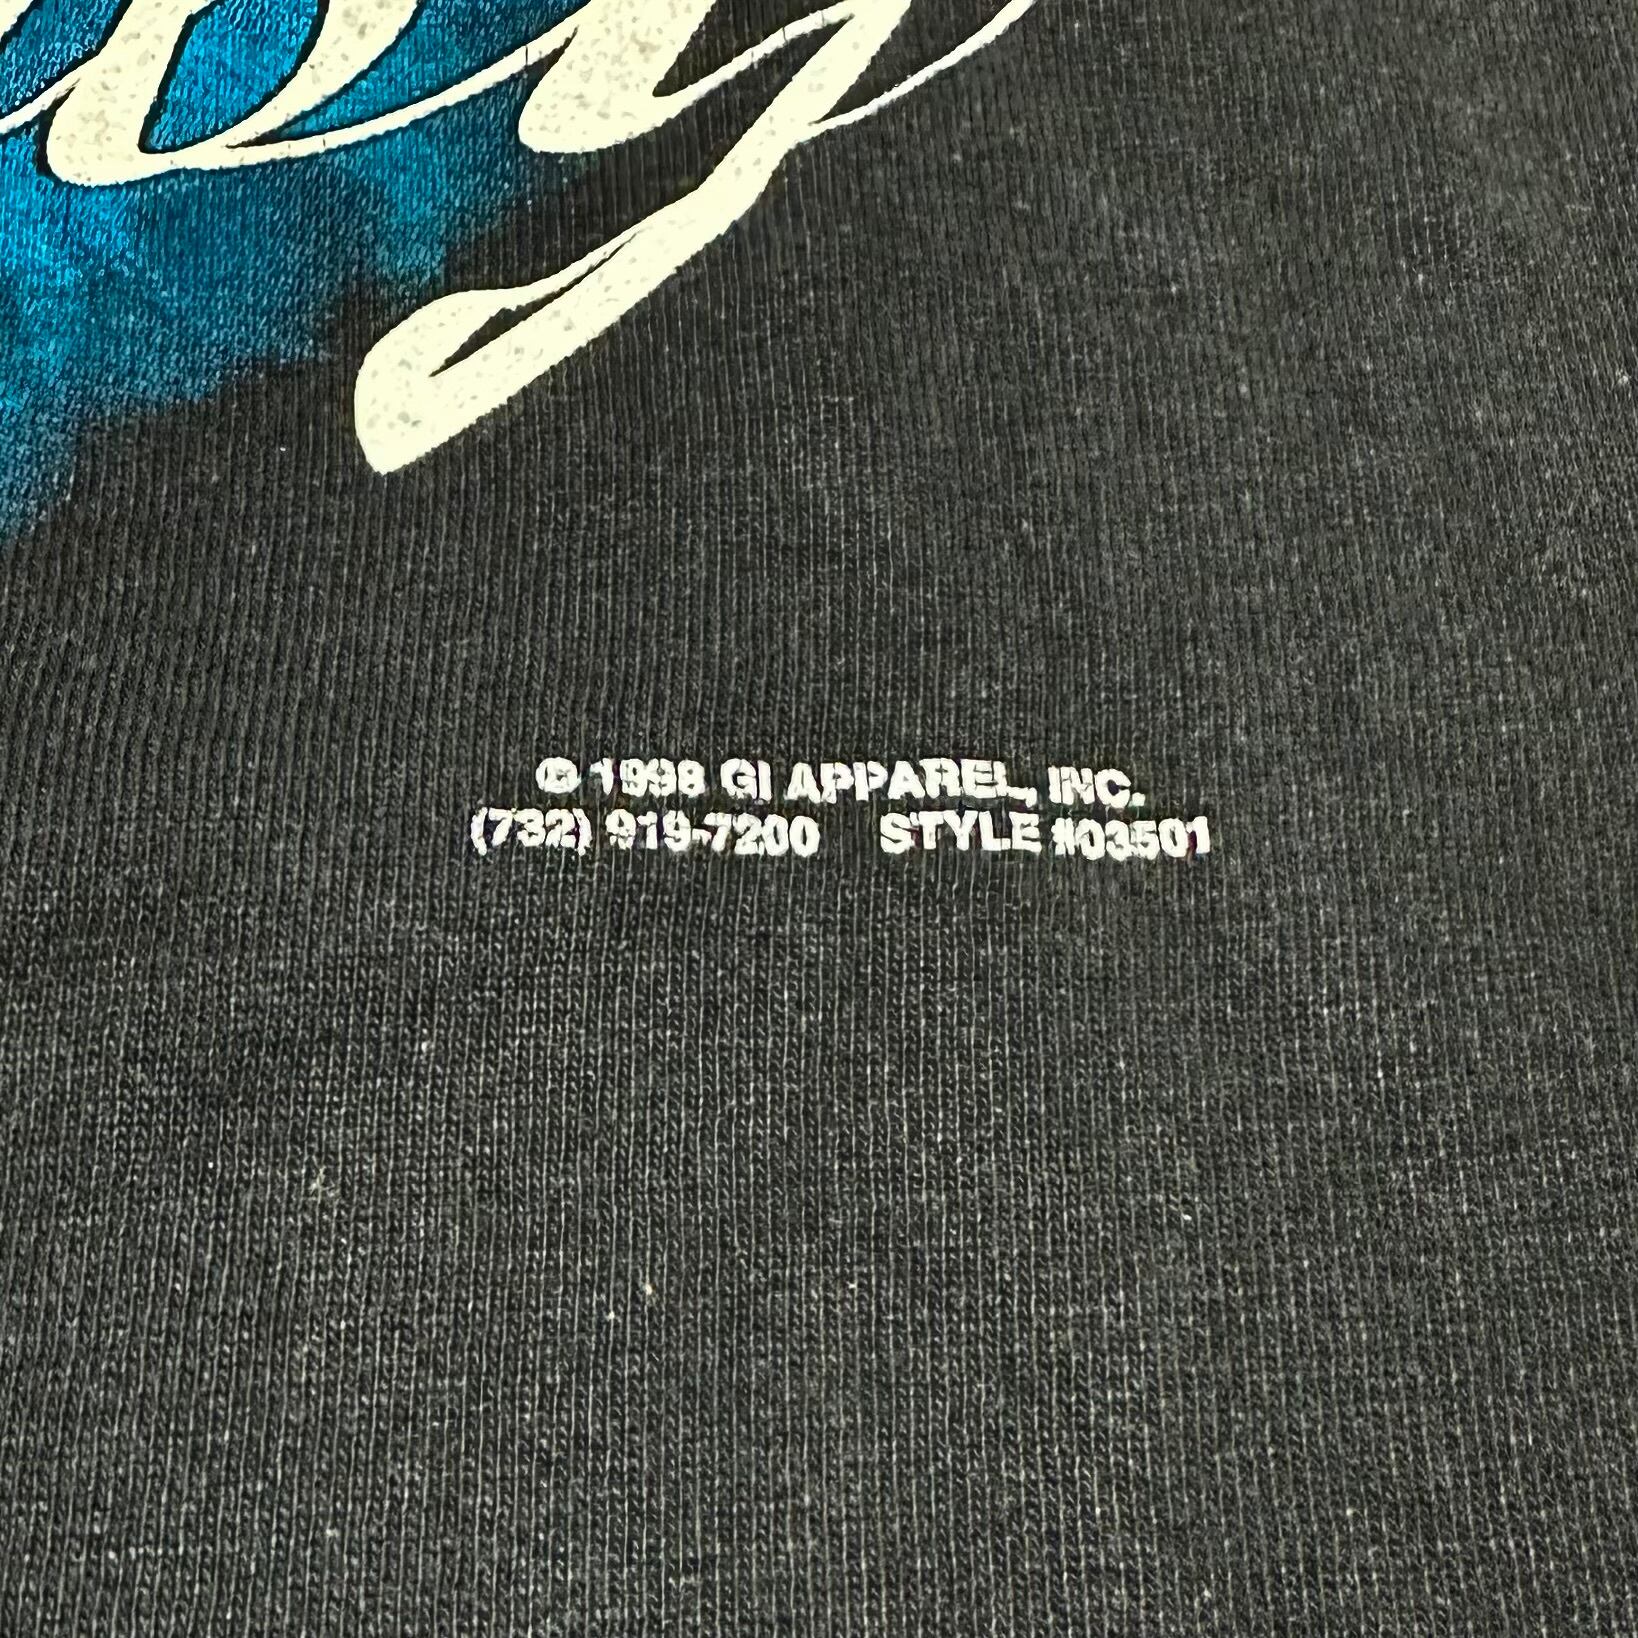 © 1998 GI APPAREL, INC.
(732) 919-7200 STYLE #03501